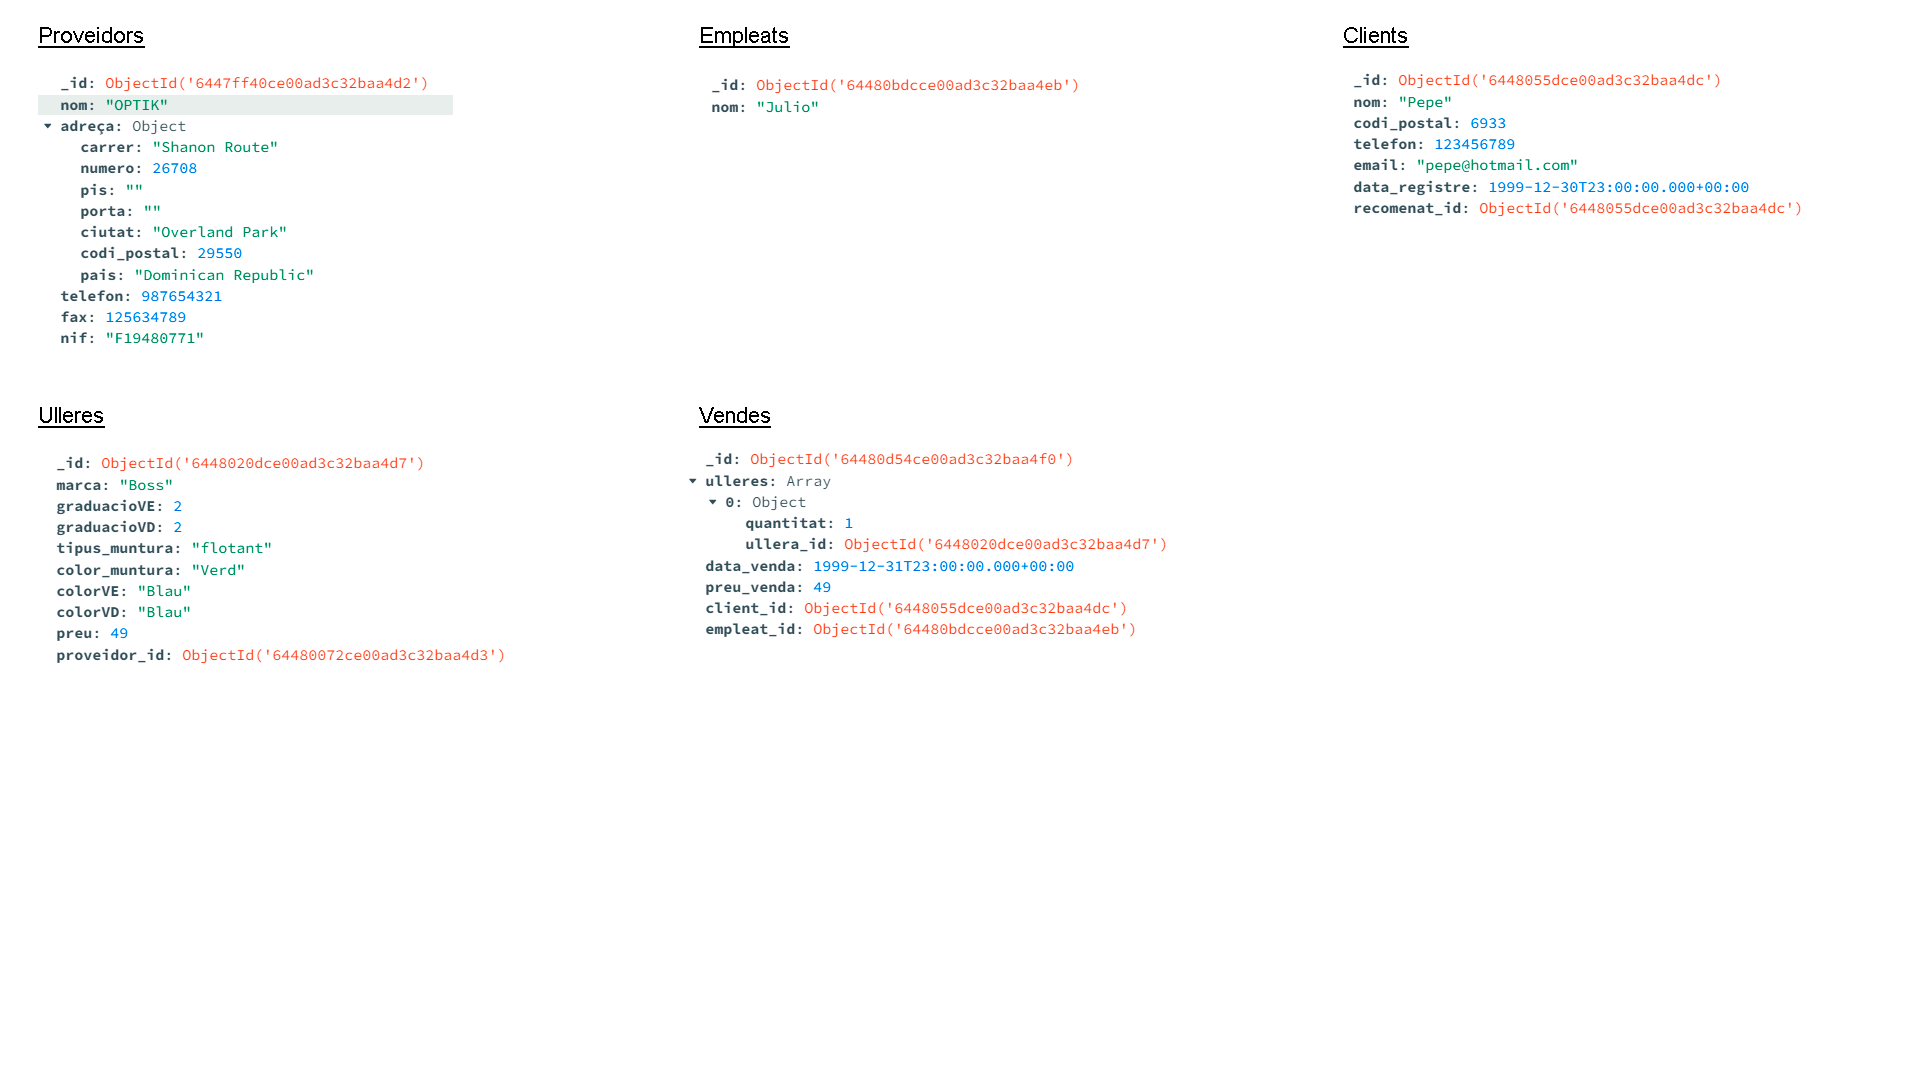 Proveidors
_id: ObjectId('6447ff40ce00ad3c32baa4d2')
nom: "OPTIK"
adreça: Object
carrer: "Shanon Route"
numero: 26708
pis: ""
porta: ""
ciutat: "Overland Park"
codi_postal: 29550
pais: "Dominican Republic"
telefon: 987654321
fax: 125634789
nif: "F19480771"
Empleats
_id: ObjectId('64480bdcce00ad3c32baa4eb')
nom: "Julio"
Clients
_id: ObjectId('6448055dce00ad3c32baa4dc')
nom: "Pepe"
codi_postal: 6933
telefon: 123456789
email: "pepe@hotmail.com"
data_registre: 1999-12-30T23:00:00.000+00:00
recomenat_id: ObjectId('6448055dce00ad3c32baa4dc')
Ulleres
_id: ObjectId('6448020dce00ad3c32baa4d7')
marca: "Boss"
graduacioVE: 2
graduacioVD: 2
tipus_muntura: "flotant"
color_muntura: "Verd"
colorVE: "Blau"
colorVD: "Blau"
preu: 49
proveidor_id: ObjectId('64480072ce00ad3c32baa4d3')
Vendes
_id: ObjectId('64480d54ce00ad3c32baa4f0')
ulleres: Array
0: Object
quantitat: 1
ullera_id: ObjectId('6448020dce00ad3c32baa4d7')
data_venda: 1999-12-31T23:00:00.000+00:00
preu_venda: 49
client_id: ObjectId('6448055dce00ad3c32baa4dc')
empleat_id: ObjectId('64480bdcce00ad3c32baa4eb')